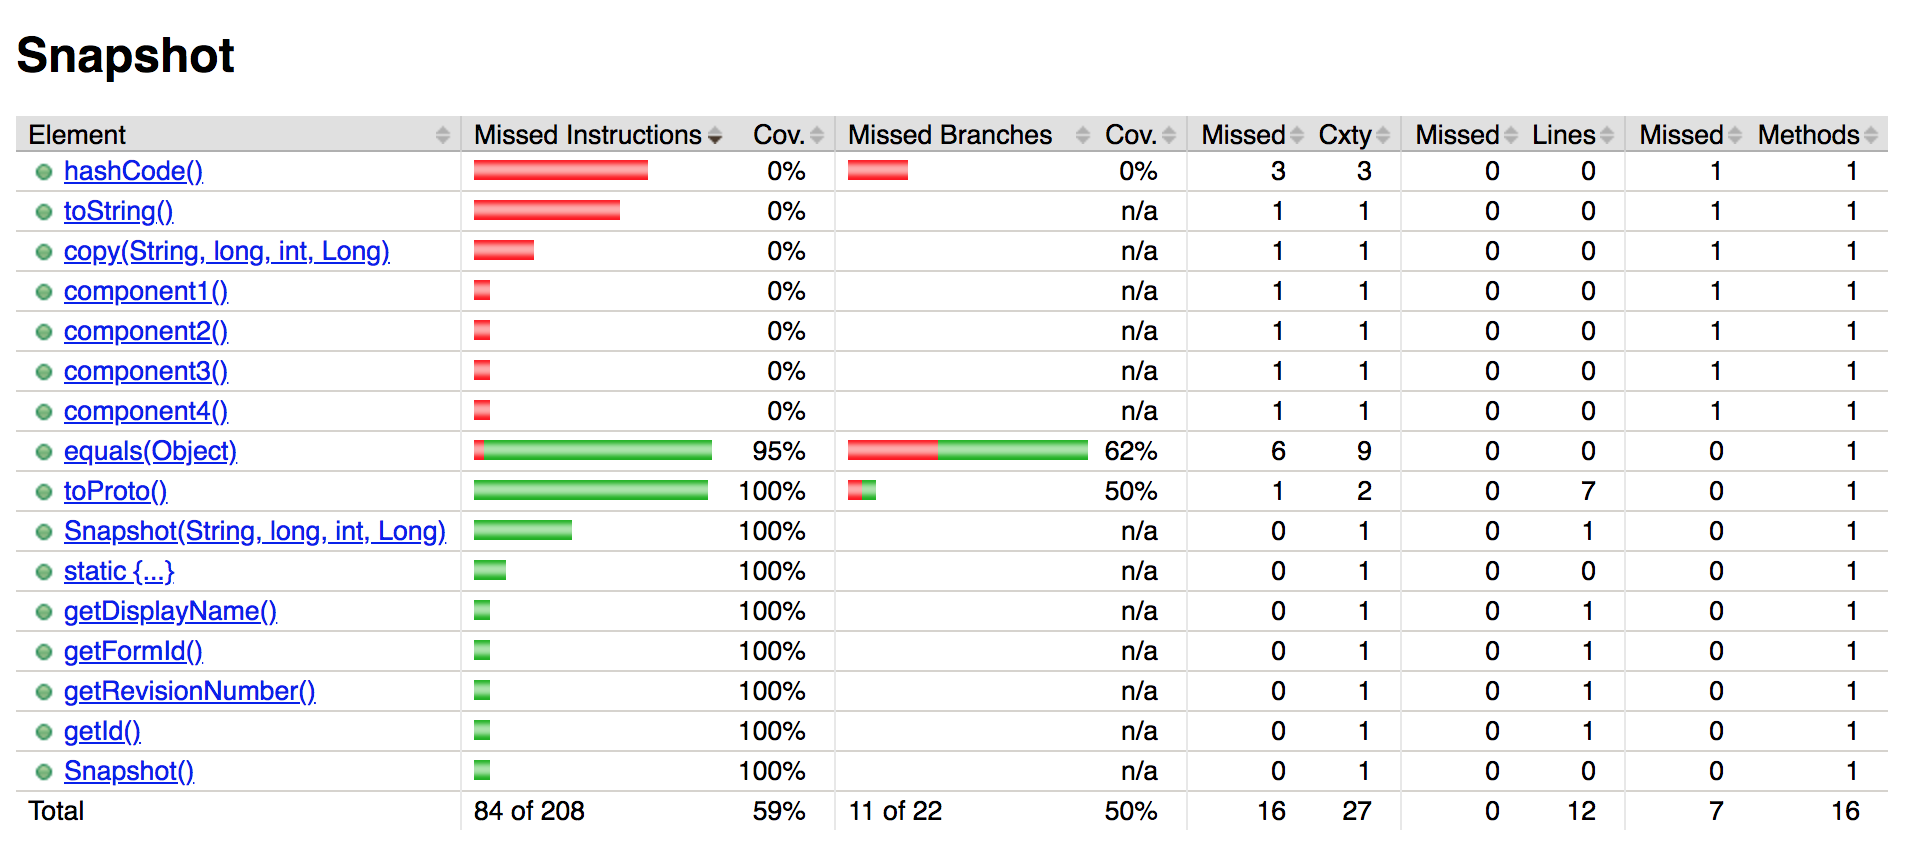 Snapshot
Element Missed Instructions Cov. Missed Branches Cov. Missed Cxty Missed Lines Missed Methods
hashCode() 0% 0% 3 3 0 0 1 1
toString() 0% n/a 1 1 0 0 1 1
copy(String, long, int, Long) 0% n/a 1 1 0 0 1 1
component1() 0% n/a 1 1 0 0 1 1
component2() 0% n/a 1 1 0 0 1 1
component3() 0% n/a 1 1 0 0 1 1
component4() 0% n/a 1 1 0 0 1 1
equals(Object) 95% 62% 6 9 0 0 0 1
toProto() 100% 50% 1 2 0 7 0 1
Snapshot(String, long, int, Long) 100% n/a 0 1 0 1 0 1
static {...} 100% n/a 0 1 0 0 0 1
getDisplayName() 100% n/a 0 1 0 1 0 1
getFormId() 100% n/a 0 1 0 1 0 1
getRevisionNumber() 100% n/a 0 1 0 1 0 1
getId() 100% n/a 0 1 0 1 0 1
Snapshot() 100% n/a 0 1 0 0 0 1
Total 84 of 208 59% 11 of 22 50% 16 27 0 12 7 16